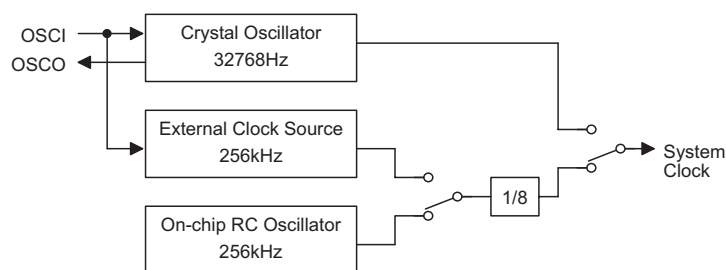 OSCI
OSCO
Crystal Oscillator
32768Hz
External Clock Source
256kHz
On-chip RC Oscillator
256kHz
1/8
System
Clock